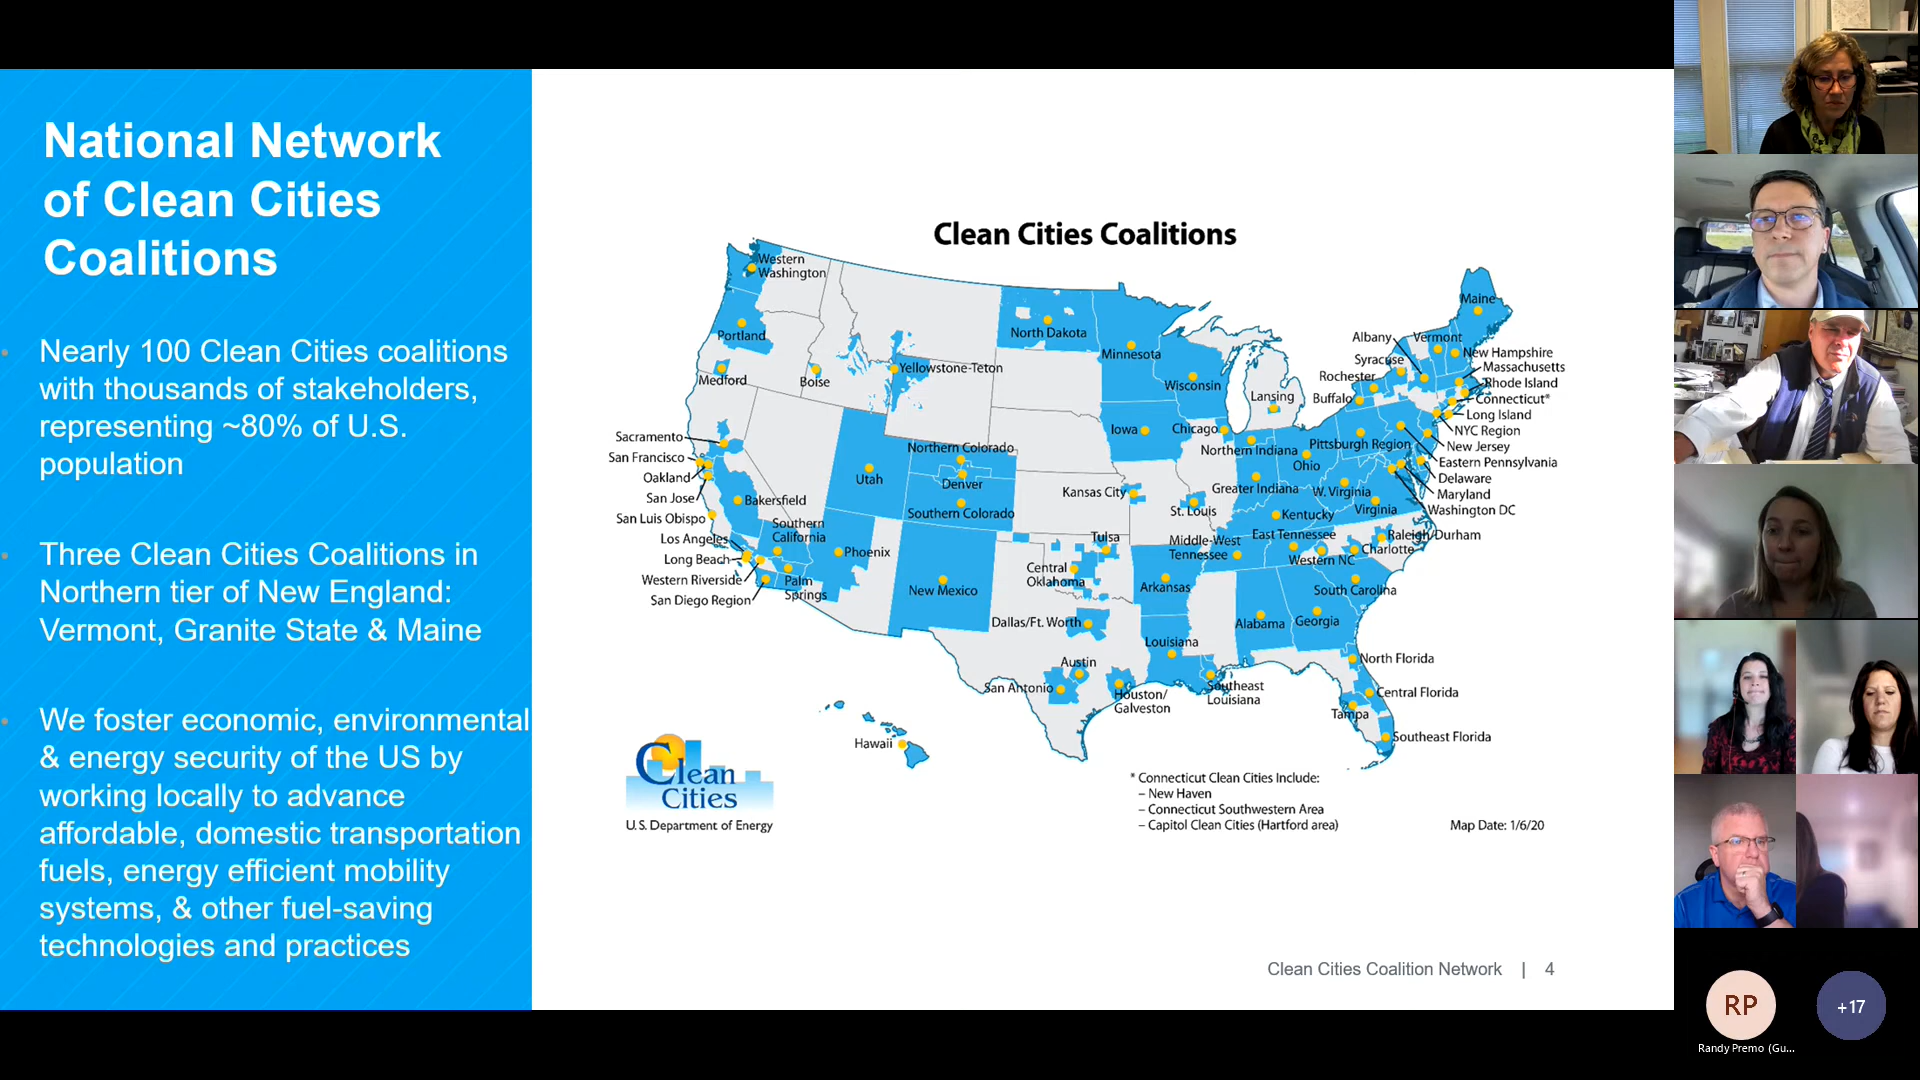 National Network
of Clean Cities
Coalitions
Nearly 100 Clean Cities coalitions
with thousands of stakeholders,
representing ~80% of U.S.
population
Three Clean Cities Coalitions in
Northern tier of New England:
Vermont, Granite State & Maine
We foster economic, environmental
& energy security of the US by
working locally to advance
affordable, domestic transportation
fuels, energy efficient mobility
systems, & other fuel-saving
technologies and practices
Clean Cities Coalitions
Western
Washington
Portland
Medford
Boise
Yellowstone-Teton
North Dakota
Minnesota
Wisconsin
Lansing
Iowa
Chicago
Northern Indiana
Ohio
Greater Indiana
Albany
Vermont
Maine
Syracuse
Rochester
Buffalo
New Hampshire
Massachusetts
Rhode Island
Connecticut*
Long Island
NYC Region
New Jersey
Eastern Pennsylvania
Delaware
Maryland
Washington DC
Pittsburgh Region
W. Virginia
Virginia
Sacramento
San Francisco
Oakland
San Jose
San Luis Obispo
Los Angeles
Long Beach
Western Riverside
San Diego Region
Bakersfield
Southern
California
Palm
Springs
Phoenix
Utah
Northern Colorado
Denver
Southern Colorado
New Mexico
Kansas City
St. Louis
Kentucky
Middle-West
Tennessee
East Tennessee
Western NC
Charlotte
Raleigh/Durham
South Carolina
Tulsa
Central
Oklahoma
Arkansas
Dallas/Ft. Worth
Austin
San Antonio
Houston/
Galveston
Louisiana
Southeast
Louisiana
Alabama
Georgia
North Florida
Central Florida
Tampa
Southeast Florida
Hawaii
Clean
Cities
U.S. Department of Energy
* Connecticut Clean Cities Include:
– New Haven
– Connecticut Southwestern Area
– Capitol Clean Cities (Hartford area)
Map Date: 1/6/20
Clean Cities Coalition Network | 4
RP
+17
Randy Premo (Gu...